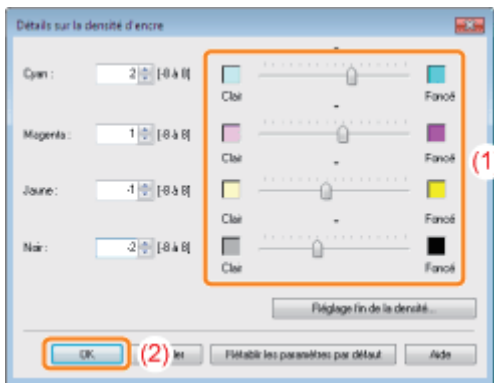 Détails sur la densité d'encre
Cyan : 2 [-8 à 8]
Clair Foncé
Magenta : 1 [-8 à 8]
Clair Foncé
(1
Jaune : -1 [-8 à 8]
Clair Foncé
Noir : -2 [-8 à 8]
Clair Foncé
Réglage fin de la densité...
OK (2) ler Rétablir les paramètres par défaut Aide